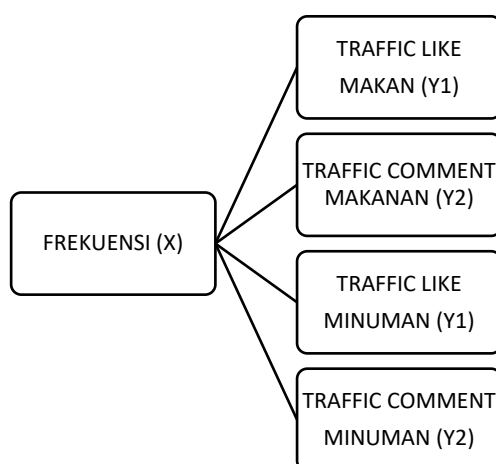 TRAFFIC LIKE
MAKAN (Y1)
TRAFFIC COMMENT
MAKANAN (Y2)
FREKUENSI (X)
TRAFFIC LIKE
MINUMAN (Y1)
TRAFFIC COMMENT
MINUMAN (Y2)